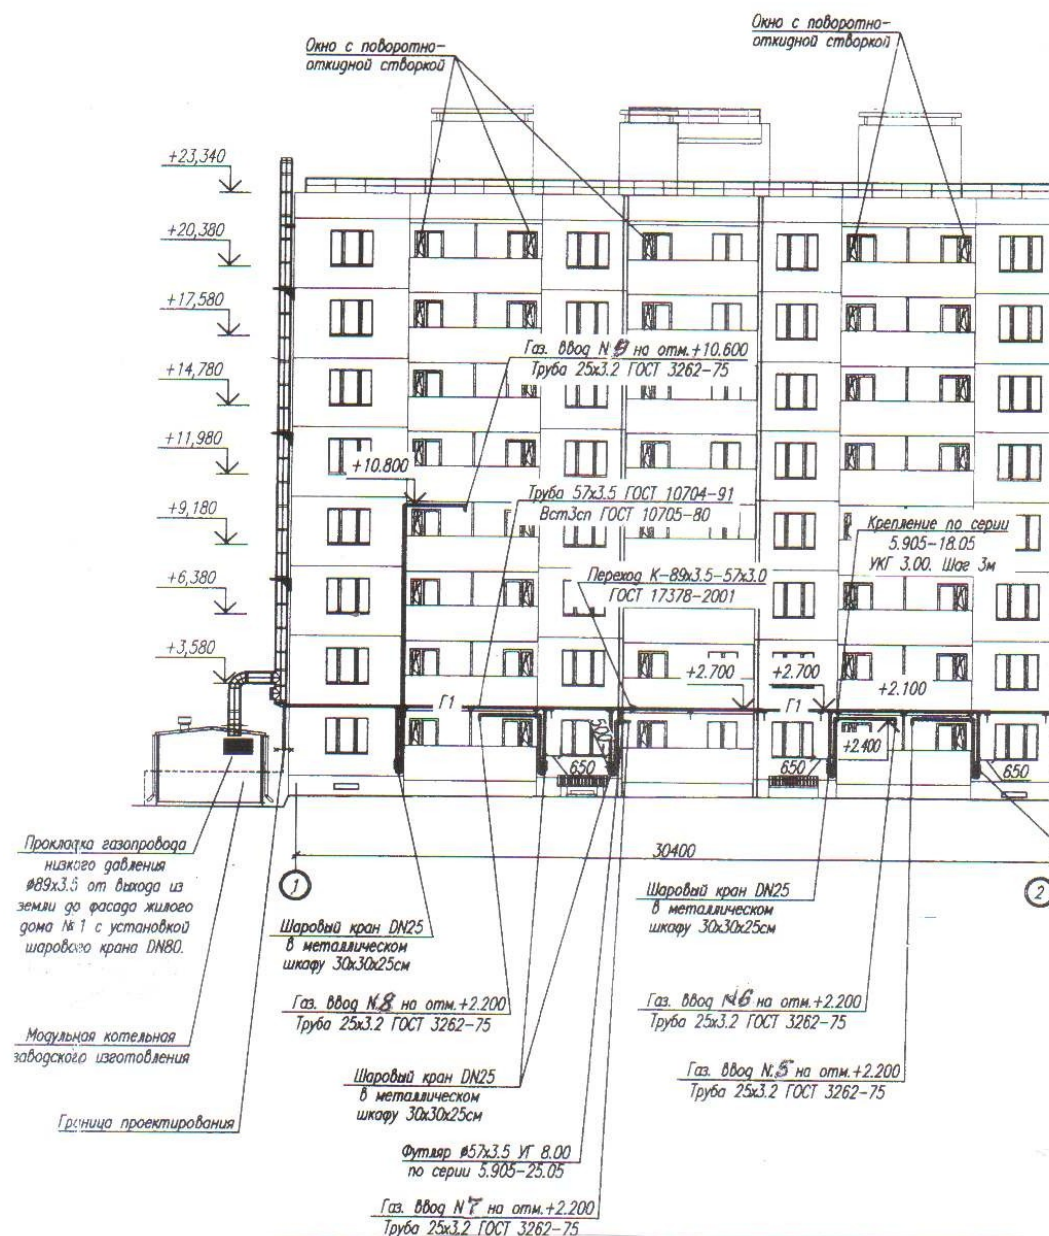 Окно с поворотно-
откидной створкой
Окно с поворотно-
откидной створкой
+23,340
+20,380
+17,580
+14,780
+11,980
+9,180
+6,380
+3,580
Газ. ввод N 9 на отм.+10.600
Труба 25х3.2 ГОСТ 3262-75
+10.800
Труба 57х3.5 ГОСТ 10704-91
Вст3сп ГОСТ 10705-80
Крепление по серии
5.905-18.05
УКГ 3.00. Шаг 3м
Переход К-89х3.5-57х3.0
ГОСТ 17378-2001
+2.700
+2.700
+2.100
Г1
Г1
+2.400
500
650
650
650
30400
1
2
Прокладка газопровода
низкого давления
ø89х3.5 от выхода из
земли до фасада жилого
дома № 1 с установкой
шарового крана DN80.
Модульная котельная
заводского изготовления
Граница проектирования
Шаровый кран DN25
в металлическом
шкафу 30х30х25см
Газ. ввод N 8 на отм.+2.200
Труба 25х3.2 ГОСТ 3262-75
Шаровый кран DN25
в металлическом
шкафу 30х30х25см
Футляр ø57х3.5 УГ 8.00
по серии 5.905-25.05
Газ. ввод N 7 на отм.+2.200
Труба 25х3.2 ГОСТ 3262-75
Шаровый кран DN25
в металлическом
шкафу 30х30х25см
Газ. ввод N6 на отм.+2.200
Труба 25х3.2 ГОСТ 3262-75
Газ. ввод N.5 на отм.+2.200
Труба 25х3.2 ГОСТ 3262-75